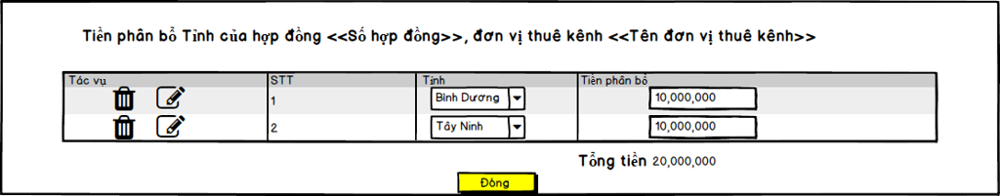 Tiền phân bổ Tỉnh của hợp đồng <<Số hợp đồng>>, đơn vị thuê kênh <<Tên đơn vị thuê kênh>>
Tác vụ STT Tỉnh Tiền phân bổ
1 Bình Dương 10,000,000
2 Tây Ninh 10,000,000
Tổng tiền 20,000,000
Đóng